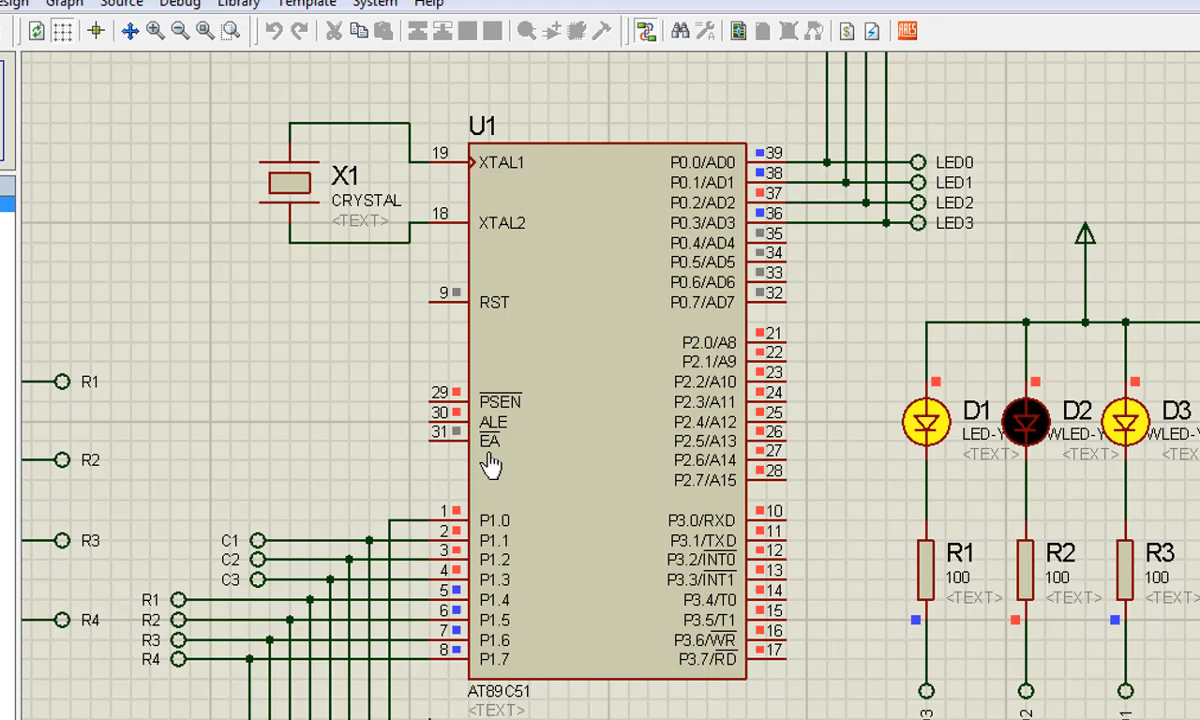 esign Graph Source Debug Library Template System Help
ARES
U1
19 XTAL1
X1
CRYSTAL
<TEXT>
18 XTAL2
9 RST
29 PSEN
30 ALE
31 EA
1 P1.0
2 P1.1
3 P1.2
4 P1.3
5 P1.4
6 P1.5
7 P1.6
8 P1.7
P0.0/AD0 39
P0.1/AD1 38
P0.2/AD2 37
P0.3/AD3 36
P0.4/AD4 35
P0.5/AD5 34
P0.6/AD6 33
P0.7/AD7 32
P2.0/A8 21
P2.1/A9 22
P2.2/A10 23
P2.3/A11 24
P2.4/A12 25
P2.5/A13 26
P2.6/A14 27
P2.7/A15 28
P3.0/RXD 10
P3.1/TXD 11
P3.2/INT0 12
P3.3/INT1 13
P3.4/T0 14
P3.5/T1 15
P3.6/WR 16
P3.7/RD 17
AT89C51
<TEXT>
R1
R2
R3
R4
C1
C2
C3
R1
R2
R3
R4
LED0
LED1
LED2
LED3
D1
LED-Y
<TEXT>
D2
WLED-Y
<TEXT>
D3
WLED-Y
<TEX
R1
100
<TEXT>
R2
100
<TEXT>
R3
100
<TEXT>